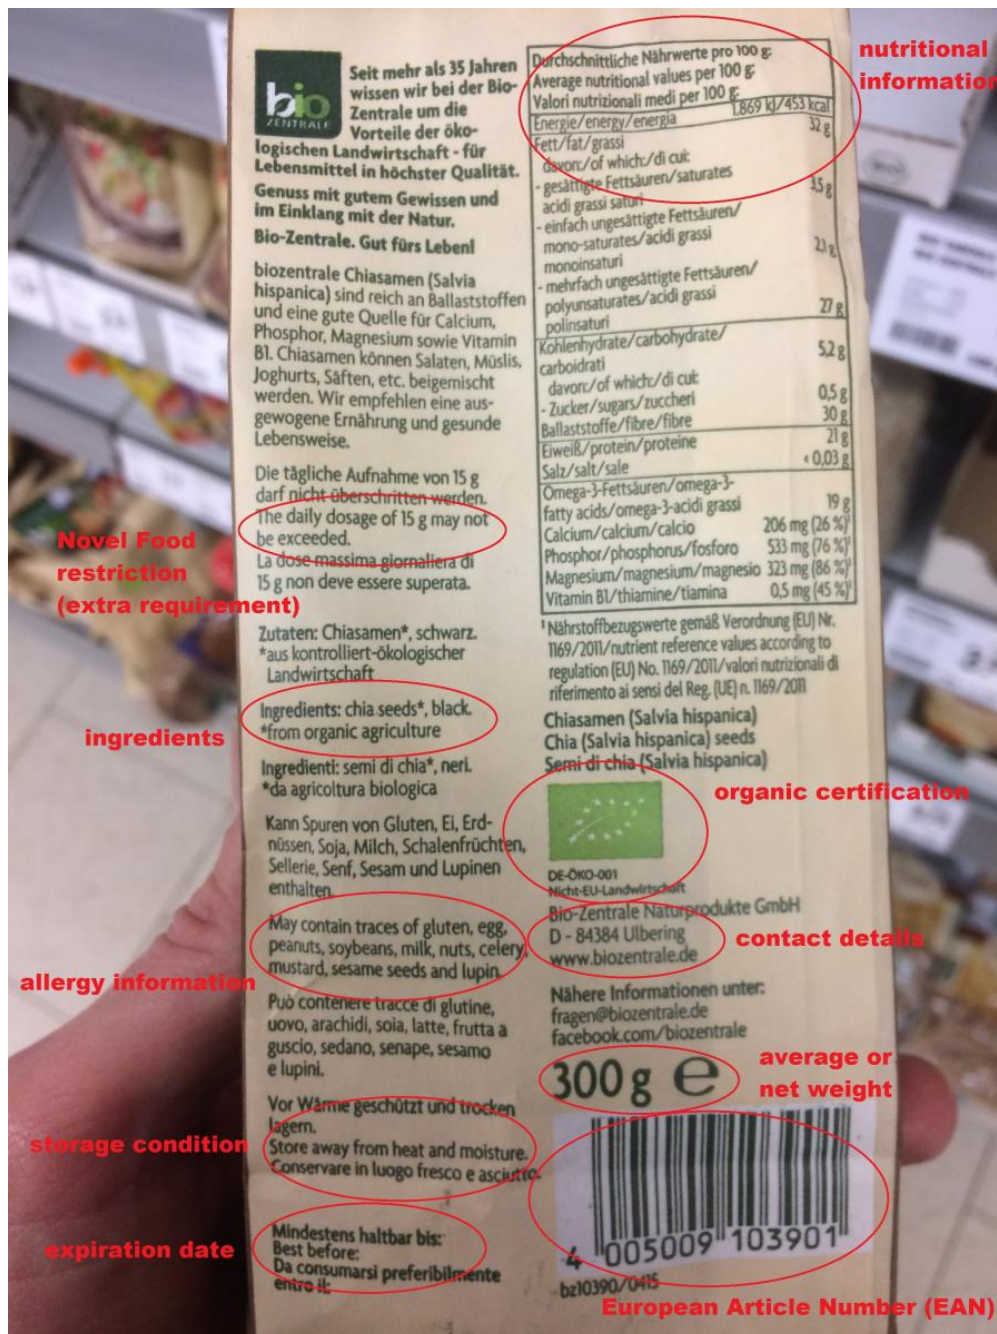 bio
ZENTRALE
Seit mehr als 35 Jahren
wissen wir bei der Bio-
Zentrale um die
Vorteile der öko-
logischen Landwirtschaft - für
Lebensmittel in höchster Qualität.
Genuss mit gutem Gewissen und
im Einklang mit der Natur.
Bio-Zentrale. Gut fürs Leben!
biozentrale Chiasamen (Salvia
hispanica) sind reich an Ballaststoffen
und eine gute Quelle für Calcium,
Phosphor, Magnesium sowie Vitamin
B1. Chiasamen können Salaten, Müslis,
Joghurts, Säften, etc. beigemischt
werden. Wir empfehlen eine aus-
gewogene Ernährung und gesunde
Lebensweise.
Die tägliche Aufnahme von 15 g
darf nicht überschritten werden.
The daily dosage of 15 g may not
be exceeded.
La dose massima giornaliera di
15 g non deve essere superata.
Novel Food
restriction
(extra requirement)
Zutaten: Chiasamen*, schwarz.
*aus kontrolliert-ökologischer
Landwirtschaft
Ingredients: chia seeds*, black.
*from organic agriculture
ingredients
Ingredienti: semi di chia*, neri.
*da agricoltura biologica
Kann Spuren von Gluten, Ei, Erd-
nüssen, Soja, Milch, Schalenfrüchten,
Sellerie, Senf, Sesam und Lupinen
enthalten.
May contain traces of gluten, egg,
peanuts, soybeans, milk, nuts, celery,
mustard, sesame seeds and lupin.
allergy information
Può contenere tracce di glutine,
uovo, arachidi, soia, latte, frutta a
guscio, sedano, senape, sesamo
e lupini.
Vor Wärme geschützt und trocken
lagern.
Store away from heat and moisture.
Conservare in luogo fresco e asciutto.
storage condition
Mindestens haltbar bis:
Best before:
Da consumarsi preferibilmente
entro il:
expiration date
Durchschnittliche Nährwerte pro 100 g:
Average nutritional values per 100 g:
Valori nutrizionali medi per 100 g:
nutritional
information
Energie/energy/energia 1.869 kJ/453 kcal
Fett/fat/grassi 32 g
davon:/of which:/di cui:
- gesättigte Fettsäuren/saturates
acidi grassi saturi 3,5 g
- einfach ungesättigte Fettsäuren/
mono-saturates/acidi grassi
monoinsaturi 2,1 g
- mehrfach ungesättigte Fettsäuren/
polyunsaturates/acidi grassi
polinsaturi 27 g
Kohlenhydrate/carbohydrate/
carboidrati 5,2 g
davon:/of which:/di cui:
- Zucker/sugars/zuccheri 0,5 g
Ballaststoffe/fibre/fibre 30 g
Eiweiß/protein/proteine 21 g
Salz/salt/sale < 0,03 g
Omega-3-Fettsäuren/omega-3-
fatty acids/omega-3-acidi grassi 19 g
Calcium/calcium/calcio 206 mg (26 %)¹
Phosphor/phosphorus/fosforo 533 mg (76 %)¹
Magnesium/magnesium/magnesio 323 mg (86 %)¹
Vitamin B1/thiamine/tiamina 0,5 mg (45 %)¹
¹Nährstoffbezugswerte gemäß Verordnung (EU) Nr.
1169/2011/nutrient reference values according to
regulation (EU) No. 1169/2011/valori nutrizionali di
riferimento ai sensi del Reg. (UE) n. 1169/2011
Chiasamen (Salvia hispanica)
Chia (Salvia hispanica) seeds
Semi di chia (Salvia hispanica)
organic certification
DE-ÖKO-001
Nicht-EU-Landwirtschaft
Bio-Zentrale Naturprodukte GmbH
D - 84384 Ulbering
www.biozentrale.de
contact details
Nähere Informationen unter:
fragen@biozentrale.de
facebook.com/biozentrale
300 g e
average or
net weight
4 005009 103901
bz10390/0415
European Article Number (EAN)